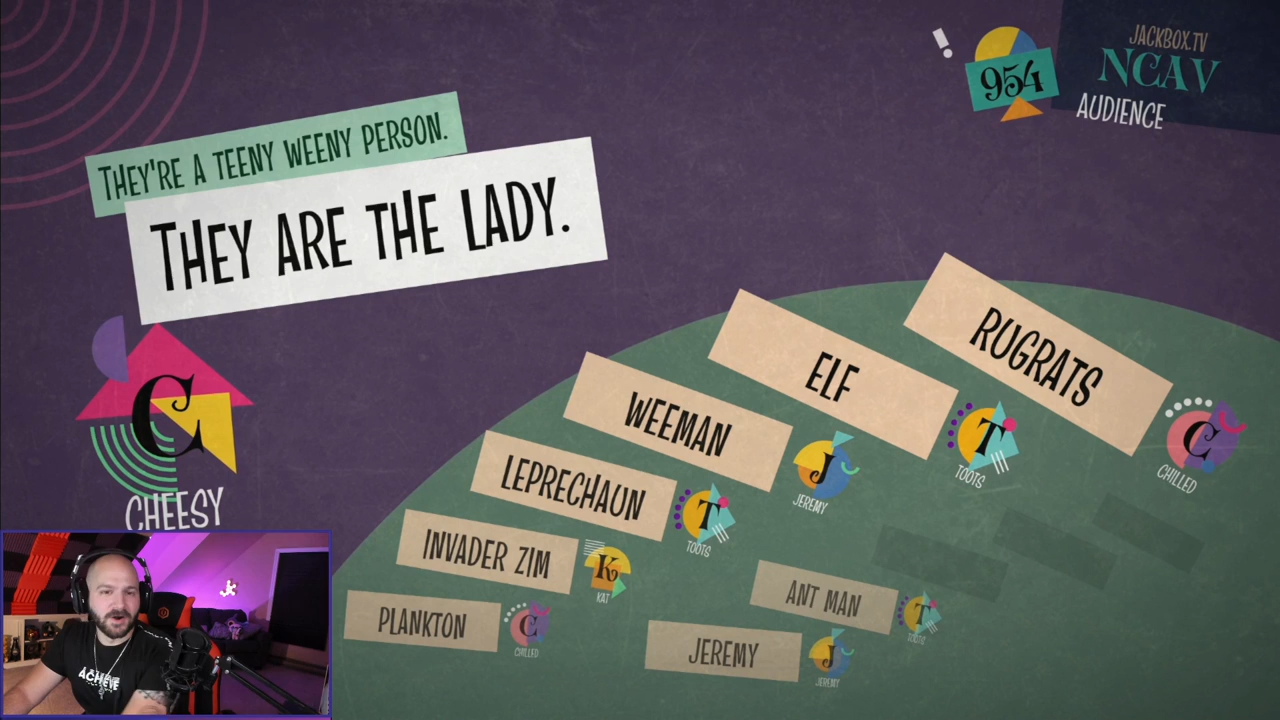 JACKBOX.TV
954
NCAV
AUDIENCE
THEY'RE A TEENY WEENY PERSON.
THEY ARE THE LADY.
C
CHEESY
RUGRATS
C
CHILLED
ELF
T
TOOTS
WEEMAN
J
JEREMY
LEPRECHAUN
T
TOOTS
INVADER ZIM
K
KAT
ANT MAN
T
TOOTS
PLANKTON
C
CHILLED
JEREMY
J
JEREMY
ACHIEVE